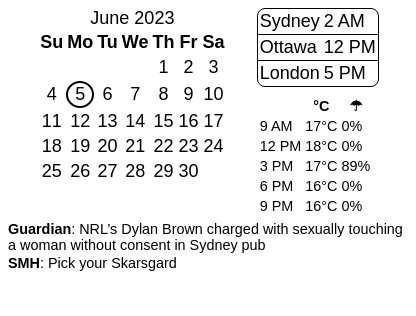 June 2023
Su Mo Tu We Th Fr Sa
1 2 3
4 5 6 7 8 9 10
11 12 13 14 15 16 17
18 19 20 21 22 23 24
25 26 27 28 29 30
Sydney 2 AM
Ottawa 12 PM
London 5 PM
°C ☂
9 AM 17°C 0%
12 PM 18°C 0%
3 PM 17°C 89%
6 PM 16°C 0%
9 PM 16°C 0%
Guardian: NRL's Dylan Brown charged with sexually touching
a woman without consent in Sydney pub
SMH: Pick your Skarsgard